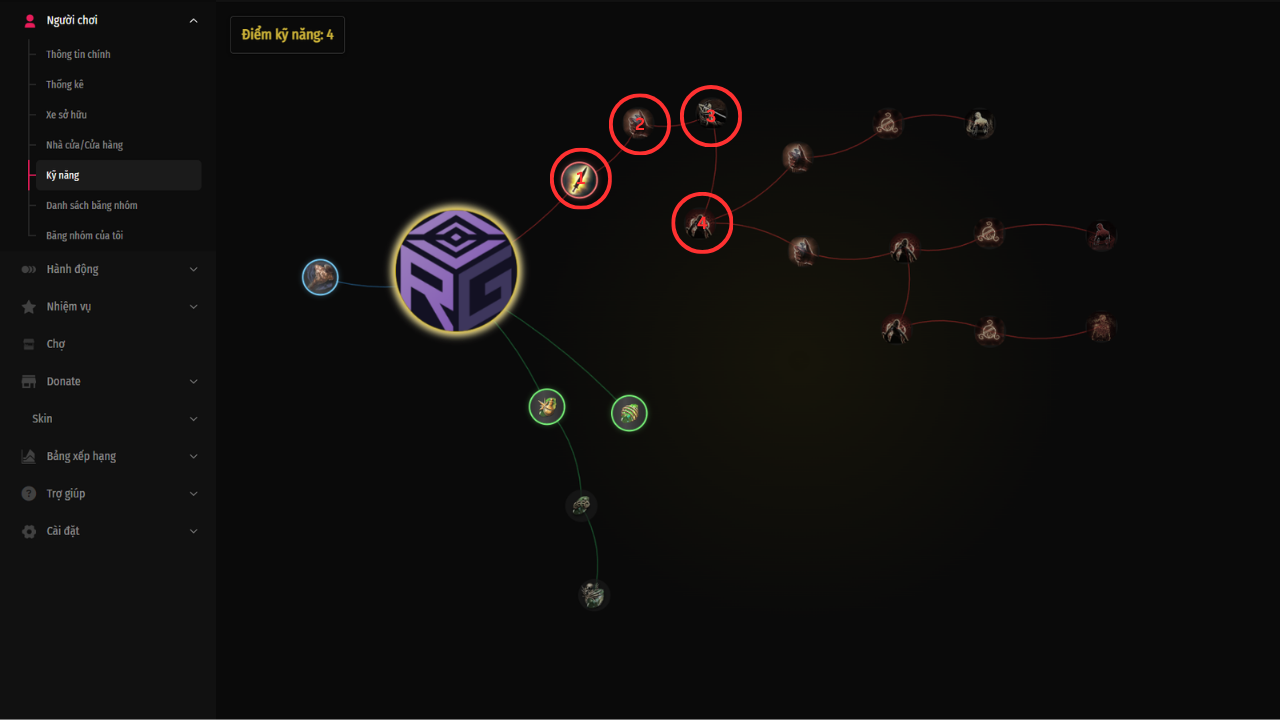 Người chơi
Thông tin chính
Thống kê
Xe sở hữu
Nhà cửa/Cửa hàng
Kỹ năng
Danh sách băng nhóm
Băng nhóm của tôi
Hành động
Nhiệm vụ
Chợ
Donate
Skin
Bảng xếp hạng
Trợ giúp
Cài đặt
Điểm kỹ năng: 4
1
2
3
4
RG